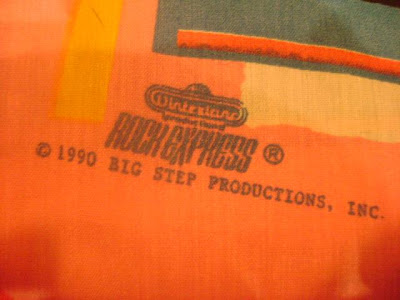 Winterland
ROCK EXPRESS ®
© 1990 BIG STEP PRODUCTIONS, INC.